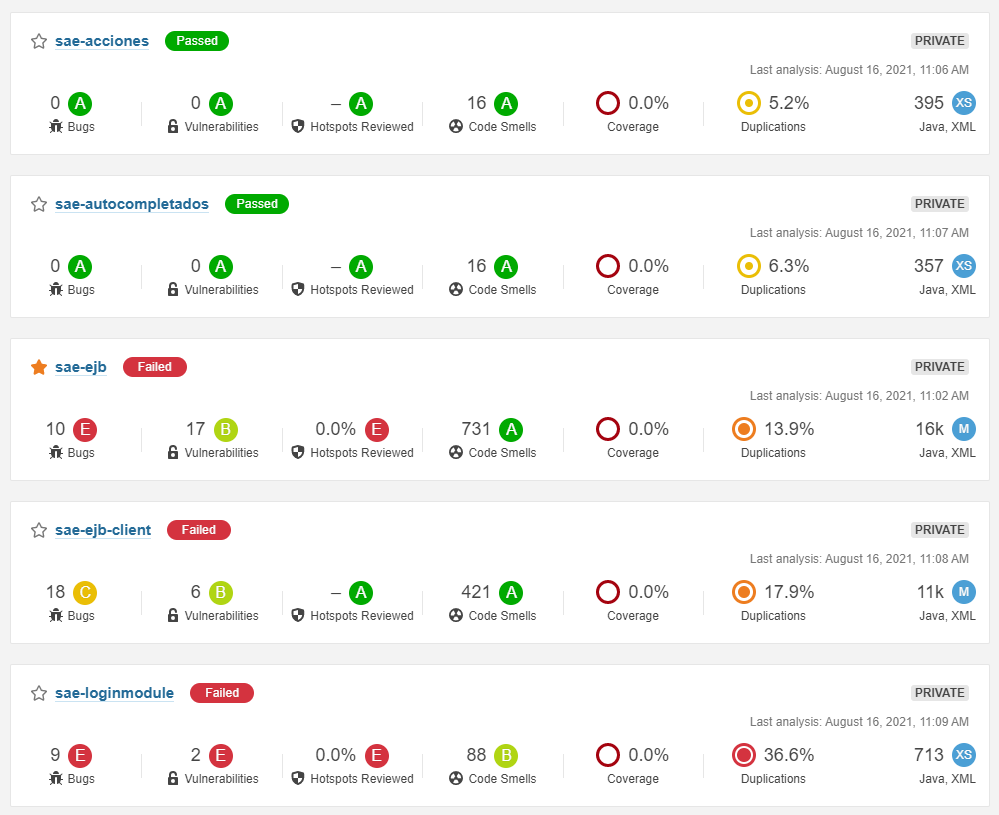 sae-acciones Passed PRIVATE
Last analysis: August 16, 2021, 11:06 AM
0 A 0 A – A 16 A 0.0% 5.2% 395 XS
Bugs Vulnerabilities Hotspots Reviewed Code Smells Coverage Duplications Java, XML
sae-autocompletados Passed PRIVATE
Last analysis: August 16, 2021, 11:07 AM
0 A 0 A – A 16 A 0.0% 6.3% 357 XS
Bugs Vulnerabilities Hotspots Reviewed Code Smells Coverage Duplications Java, XML
sae-ejb Failed PRIVATE
Last analysis: August 16, 2021, 11:02 AM
10 E 17 B 0.0% E 731 A 0.0% 13.9% 16k M
Bugs Vulnerabilities Hotspots Reviewed Code Smells Coverage Duplications Java, XML
sae-ejb-client Failed PRIVATE
Last analysis: August 16, 2021, 11:08 AM
18 C 6 B – A 421 A 0.0% 17.9% 11k M
Bugs Vulnerabilities Hotspots Reviewed Code Smells Coverage Duplications Java, XML
sae-loginmodule Failed PRIVATE
Last analysis: August 16, 2021, 11:09 AM
9 E 2 E 0.0% E 88 B 0.0% 36.6% 713 XS
Bugs Vulnerabilities Hotspots Reviewed Code Smells Coverage Duplications Java, XML